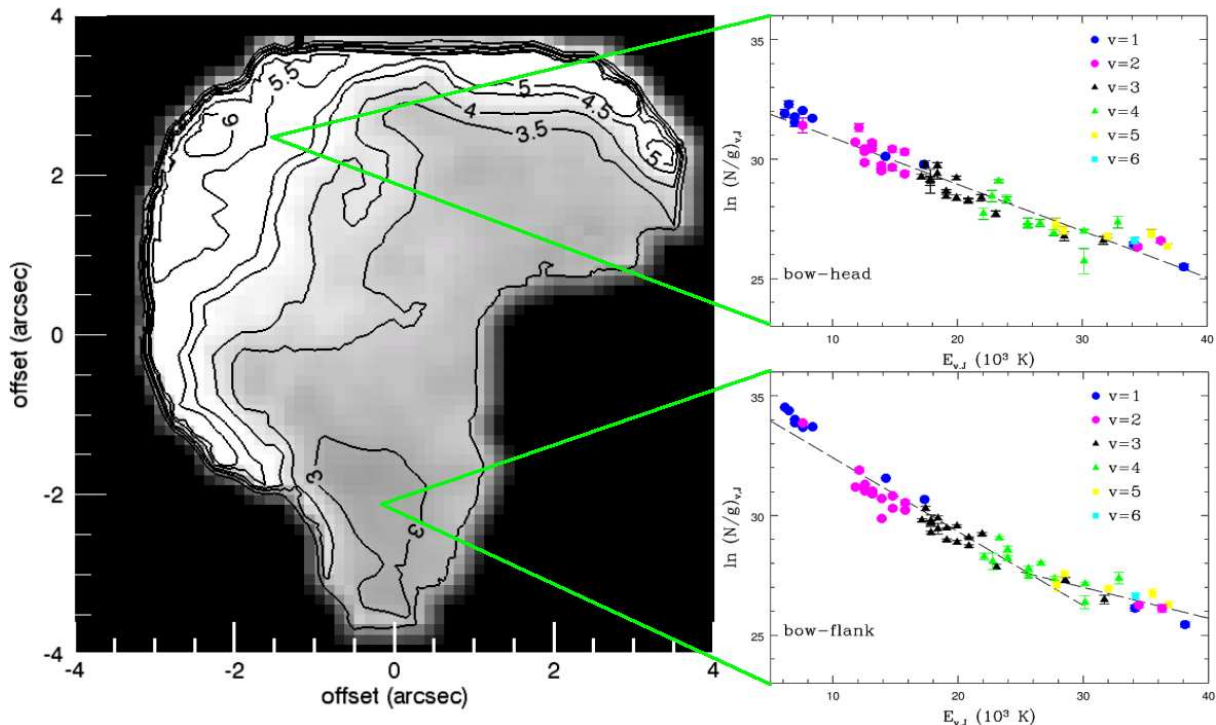 4
2
0
-2
-4
-4
-2
0
2
4
offset (arcsec)
offset (arcsec)
5.5
6
5
4
4.5
3.5
5
3
3
35
30
25
10
20
30
40
ln (N/g)v,J
Ev,J (10³ K)
bow-head
v=1
v=2
v=3
v=4
v=5
v=6
35
30
25
10
20
30
40
ln (N/g)v,J
Ev,J (10³ K)
bow-flank
v=1
v=2
v=3
v=4
v=5
v=6